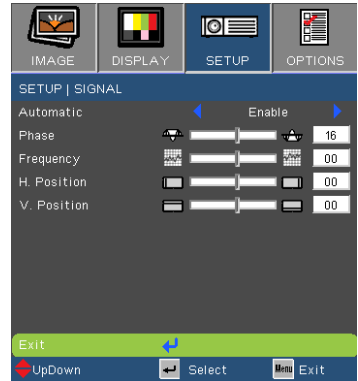 IMAGE DISPLAY SETUP OPTIONS
SETUP | SIGNAL
Automatic Enable
Phase 16
Frequency 00
H. Position 00
V. Position 00
Exit
UpDown Select Menu Exit